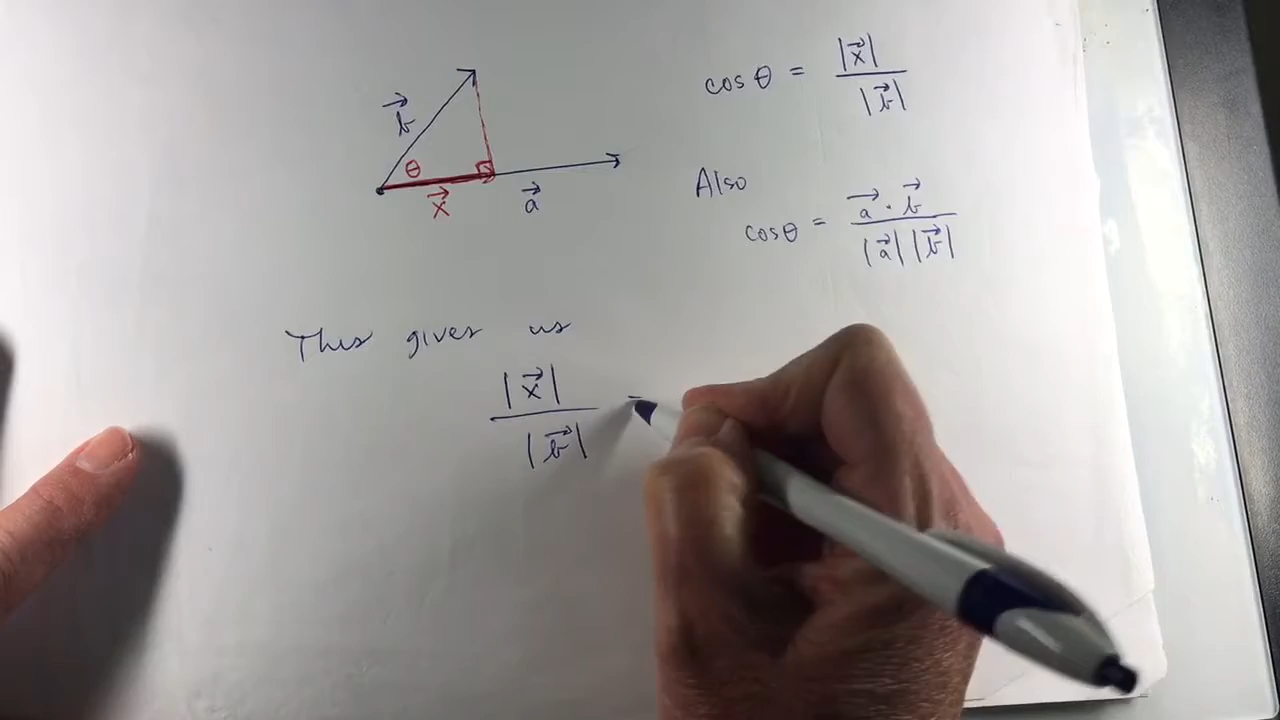 b⃗
θ
x⃗
a⃗
cos θ = |x⃗| / |b⃗|
Also
cos θ = a⃗ · b⃗ / |a⃗| |b⃗|
This gives us
|x⃗| / |b⃗| -